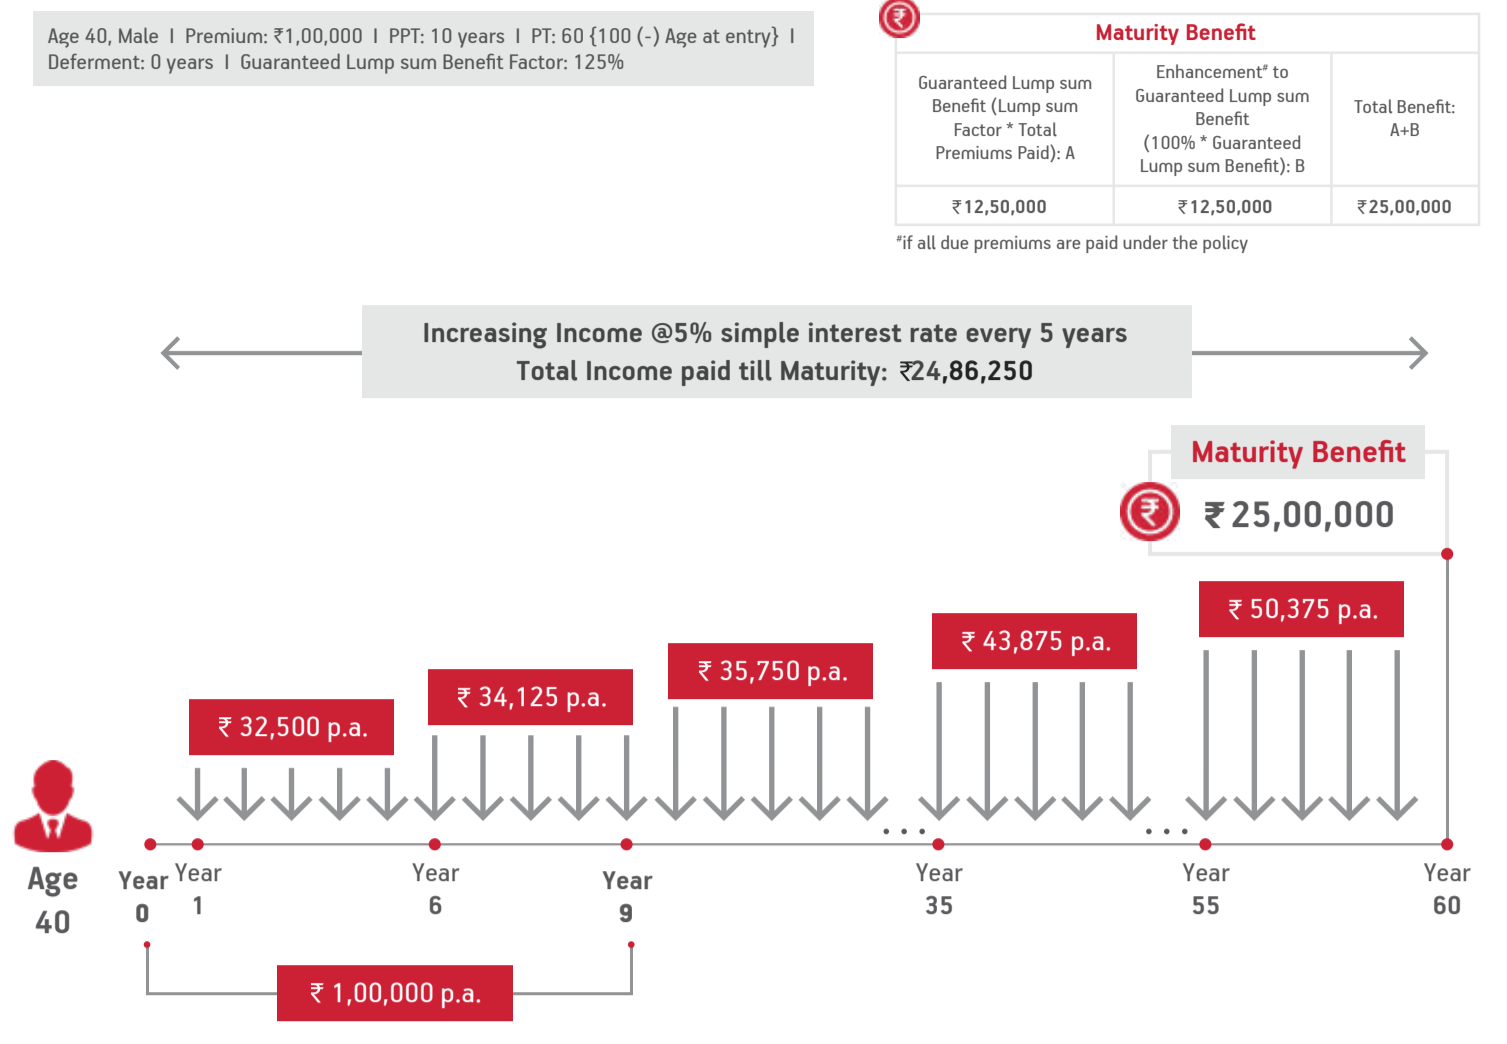 Age 40, Male I Premium: ₹1,00,000 I PPT: 10 years I PT: 60 {100 (-) Age at entry} I
Deferment: 0 years I Guaranteed Lump sum Benefit Factor: 125%
₹
Maturity Benefit
Guaranteed Lump sum
Benefit (Lump sum
Factor * Total
Premiums Paid): A
Enhancement# to
Guaranteed Lump sum
Benefit
(100% * Guaranteed
Lump sum Benefit): B
Total Benefit:
A+B
₹12,50,000
₹12,50,000
₹25,00,000
#if all due premiums are paid under the policy
Increasing Income @5% simple interest rate every 5 years
Total Income paid till Maturity: ₹24,86,250
Maturity Benefit
₹
₹ 25,00,000
₹ 32,500 p.a.
₹ 34,125 p.a.
₹ 35,750 p.a.
₹ 43,875 p.a.
₹ 50,375 p.a.
...
...
Age
40
Year
0
Year
1
Year
6
Year
9
Year
35
Year
55
Year
60
₹ 1,00,000 p.a.